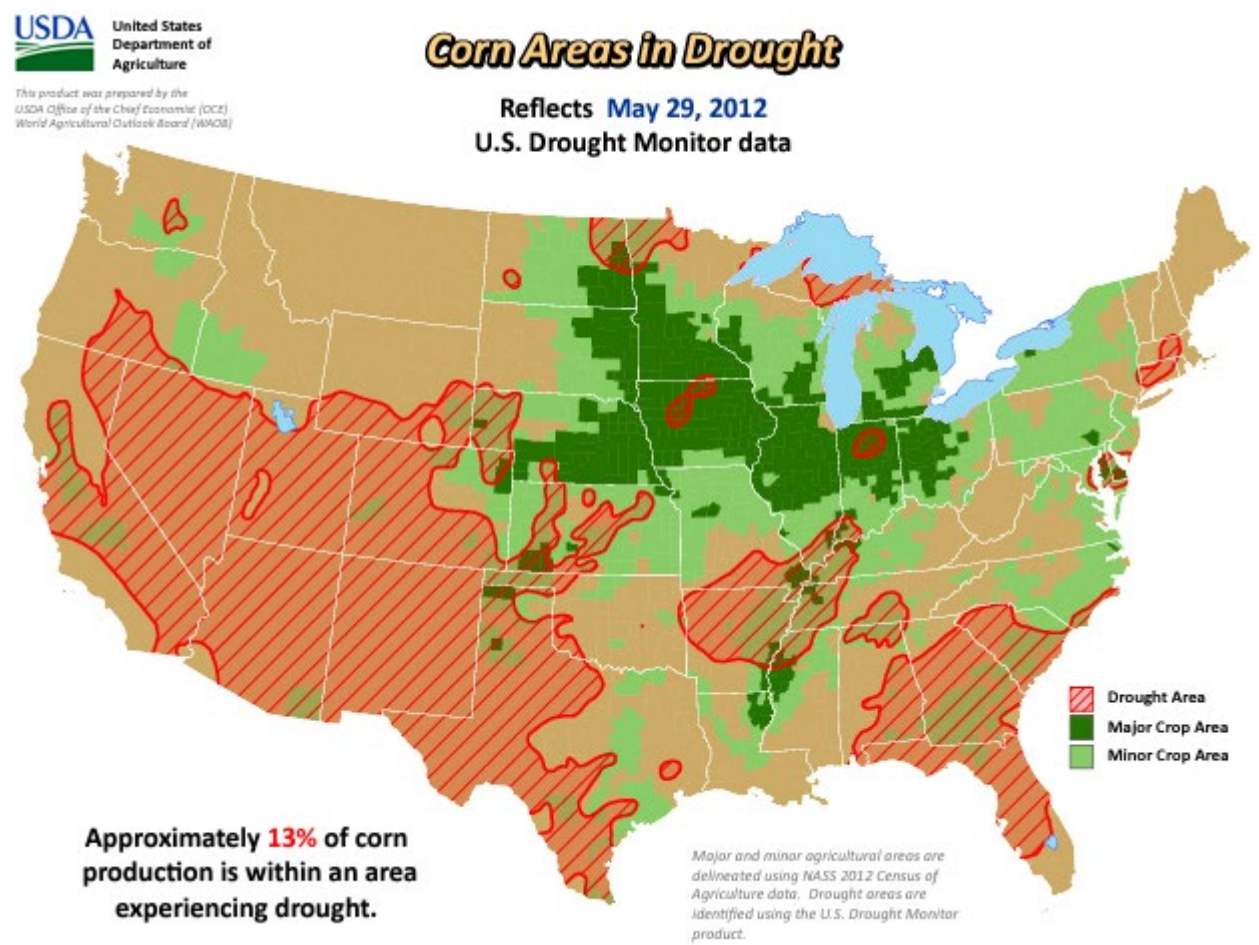 USDA
United States
Department of
Agriculture
This product was prepared by the
USDA Office of the Chief Economist (OCE)
World Agricultural Outlook Board (WAOB)
Corn Areas in Drought
Reflects May 29, 2012
U.S. Drought Monitor data
Drought Area
Major Crop Area
Minor Crop Area
Approximately 13% of corn
production is within an area
experiencing drought.
Major and minor agricultural areas are
delineated using NASS 2012 Census of
Agriculture data. Drought areas are
identified using the U.S. Drought Monitor
product.